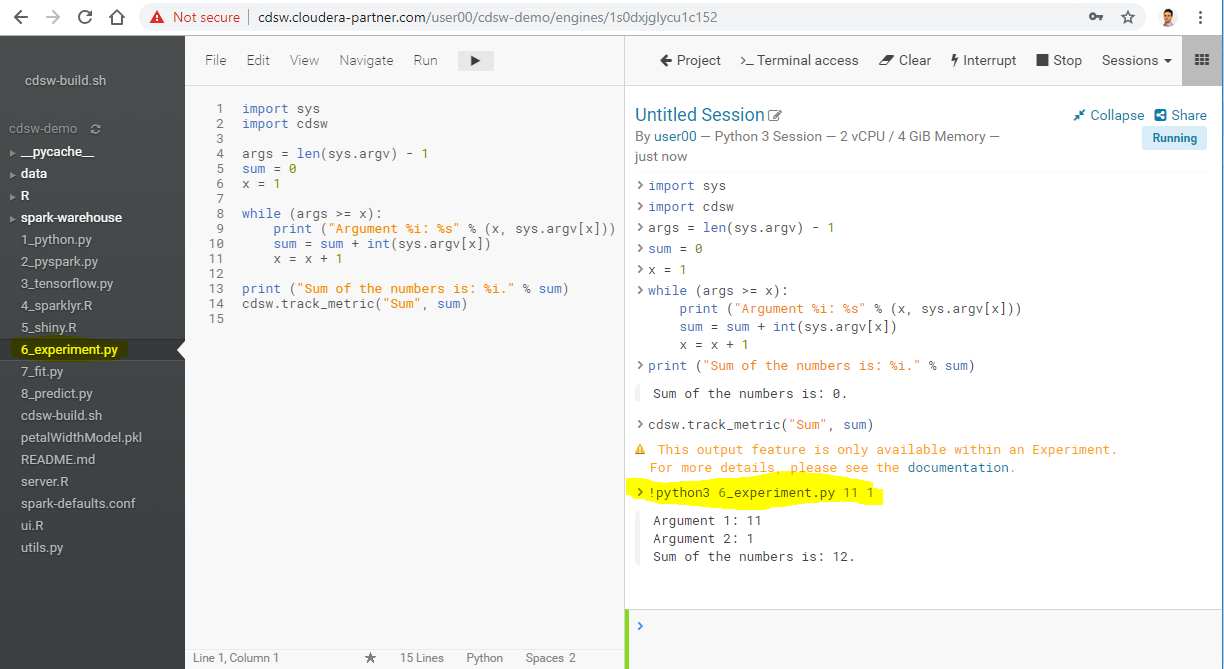 Not secure | cdsw.cloudera-partner.com/user00/cdsw-demo/engines/1s0dxjglycu1c152
cdsw-build.sh
cdsw-demo
__pycache__
data
R
spark-warehouse
1_python.py
2_pyspark.py
3_tensorflow.py
4_sparklyr.R
5_shiny.R
6_experiment.py
7_fit.py
8_predict.py
cdsw-build.sh
petalWidthModel.pkl
README.md
server.R
spark-defaults.conf
ui.R
utils.py
File Edit View Navigate Run
1 import sys
2 import cdsw
3
4 args = len(sys.argv) - 1
5 sum = 0
6 x = 1
7
8 while (args >= x):
9 print ("Argument %i: %s" % (x, sys.argv[x]))
10 sum = sum + int(sys.argv[x])
11 x = x + 1
12
13 print ("Sum of the numbers is: %i." % sum)
14 cdsw.track_metric("Sum", sum)
15
Line 1, Column 1 ★ 15 Lines Python Spaces 2
Project >_ Terminal access Clear Interrupt Stop Sessions
Untitled Session Collapse Share
By user00 — Python 3 Session — 2 vCPU / 4 GiB Memory — Running
just now
> import sys
> import cdsw
> args = len(sys.argv) - 1
> sum = 0
> x = 1
> while (args >= x):
print ("Argument %i: %s" % (x, sys.argv[x]))
sum = sum + int(sys.argv[x])
x = x + 1
> print ("Sum of the numbers is: %i." % sum)
Sum of the numbers is: 0.
> cdsw.track_metric("Sum", sum)
This output feature is only available within an Experiment.
For more details, please see the documentation.
> !python3 6_experiment.py 11 1
Argument 1: 11
Argument 2: 1
Sum of the numbers is: 12.
>